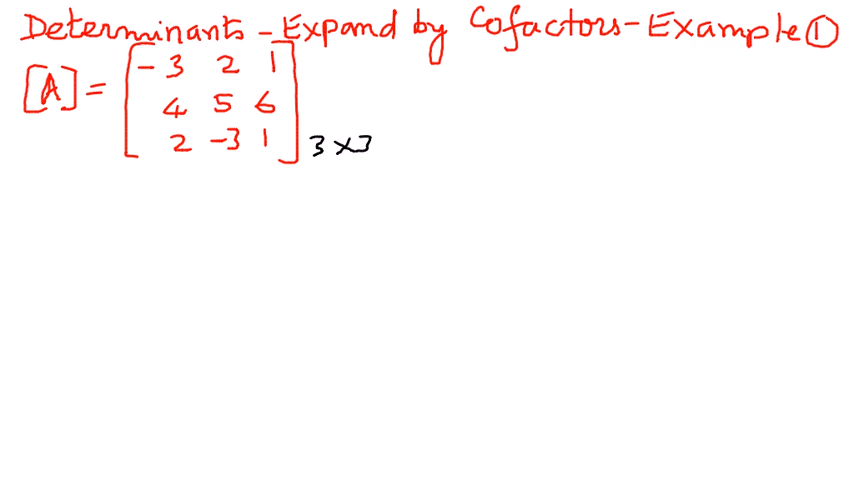 Determinants - Expand by Cofactors - Example ①
[A] = [ -3 2 1
4 5 6
2 -3 1 ] 3 × 3